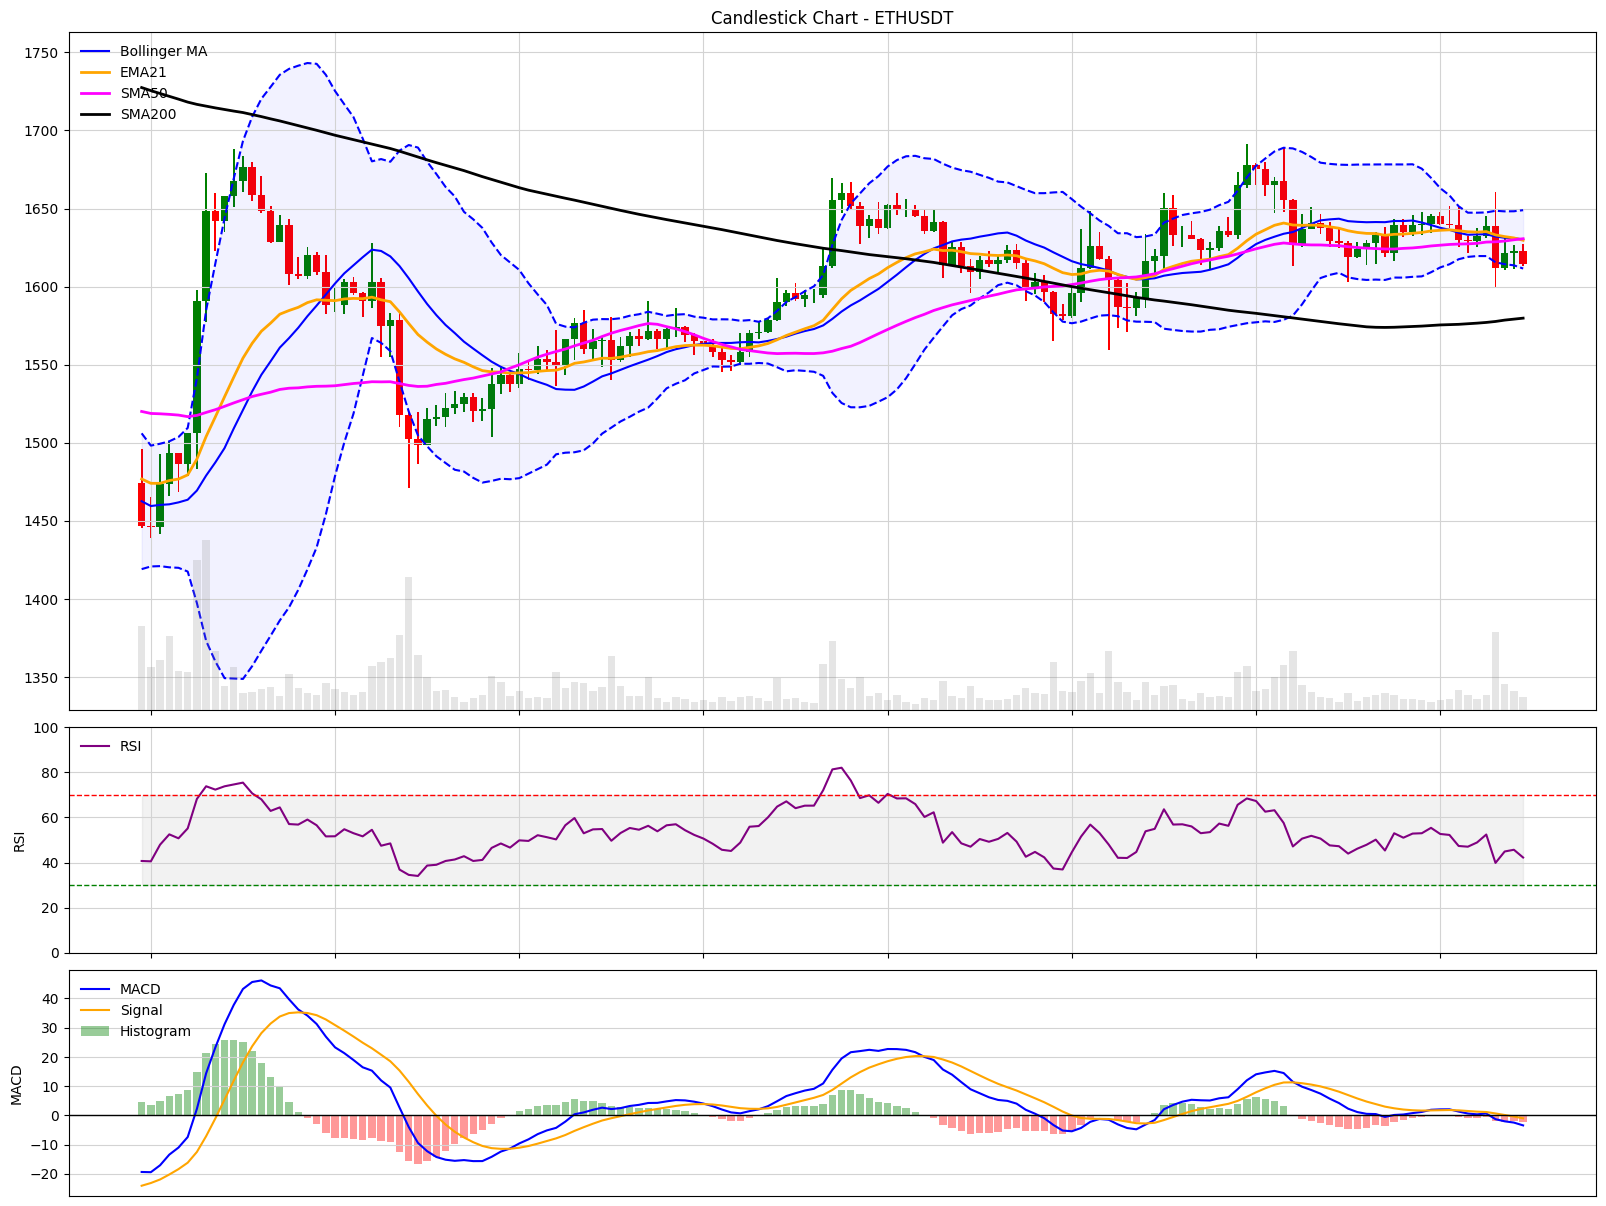 Candlestick Chart - ETHUSDT
Bollinger MA
EMA21
SMA50
SMA200
1750
1700
1650
1600
1550
1500
1450
1400
1350
RSI
100
80
60
40
20
0
RSI
MACD
Signal
Histogram
40
30
20
10
0
−10
−20
MACD